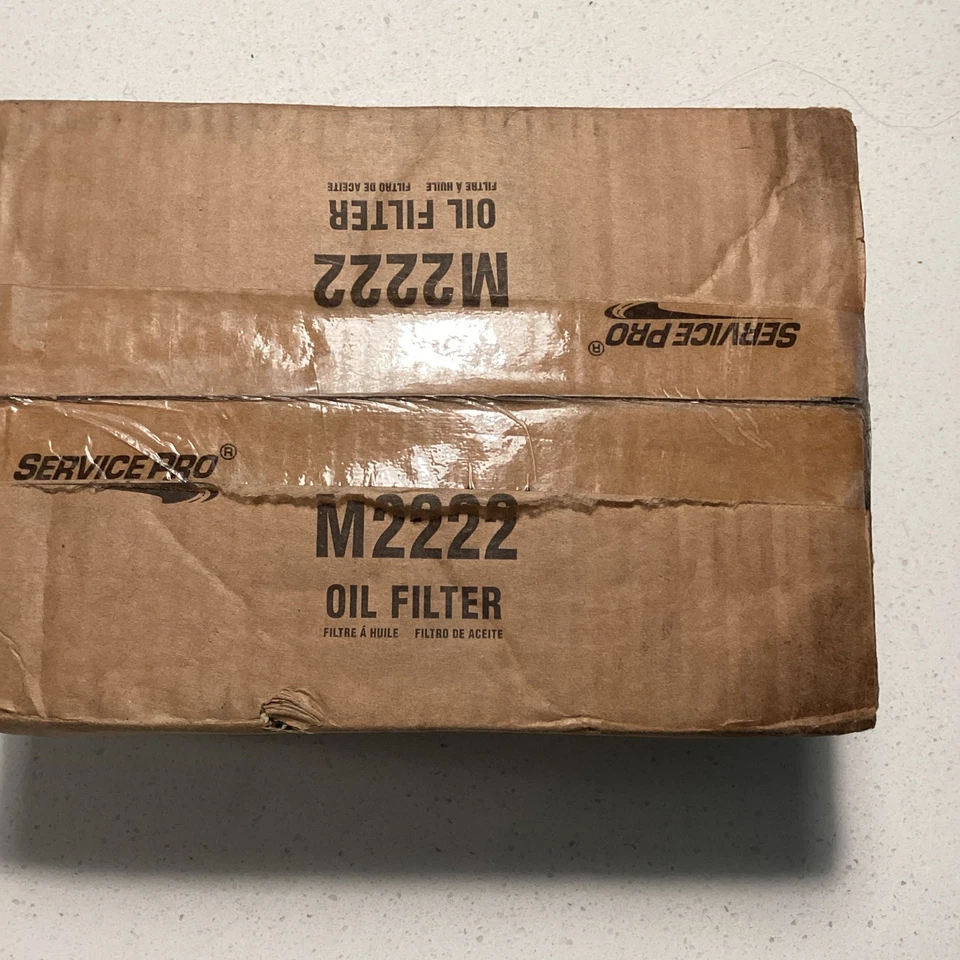 FILTRE Á HUILE FILTRO DE ACEITE
OIL FILTER
M2222
SERVICE PRO®
SERVICE PRO®
M2222
OIL FILTER
FILTRE Á HUILE FILTRO DE ACEITE